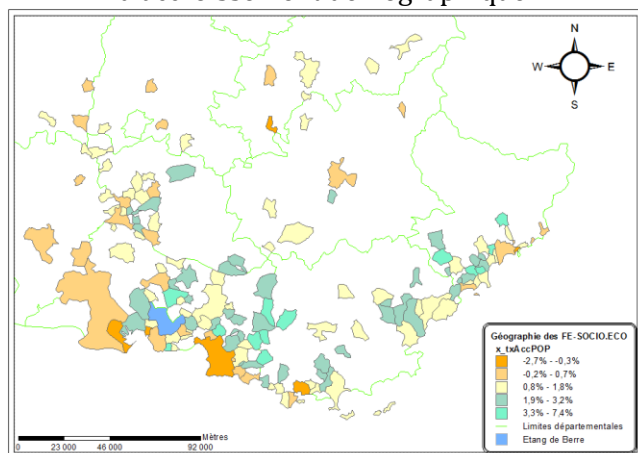 N
W E
S
Géographie des FE-SOCIO.ECO
x_txAccPOP
-2,7% - -0,3%
-0,2% - 0,7%
0,8% - 1,8%
1,9% - 3,2%
3,3% - 7,4%
Limites départementales
Etang de Berre
Mètres
0 23 000 46 000 92 000